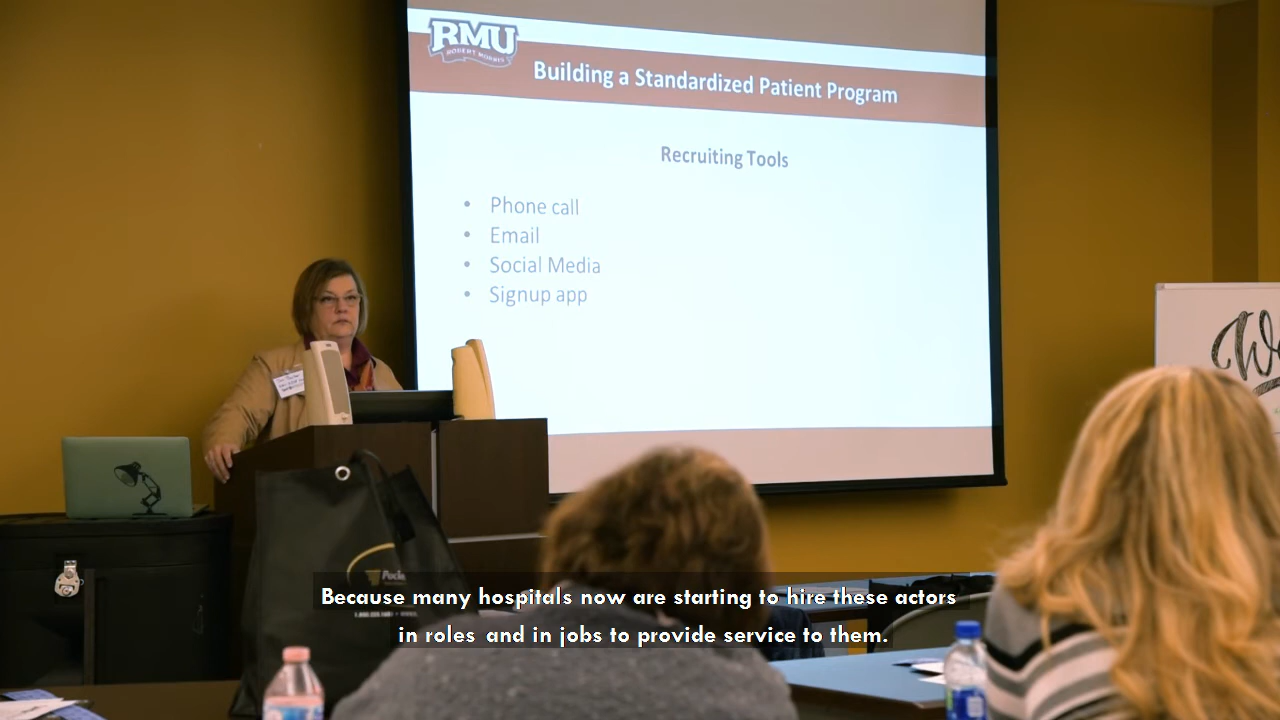 RMU
ROBERT MORRIS
Building a Standardized Patient Program
Recruiting Tools
• Phone call
• Email
• Social Media
• Signup app
Because many hospitals now are starting to hire these actors
in roles and in jobs to provide service to them.